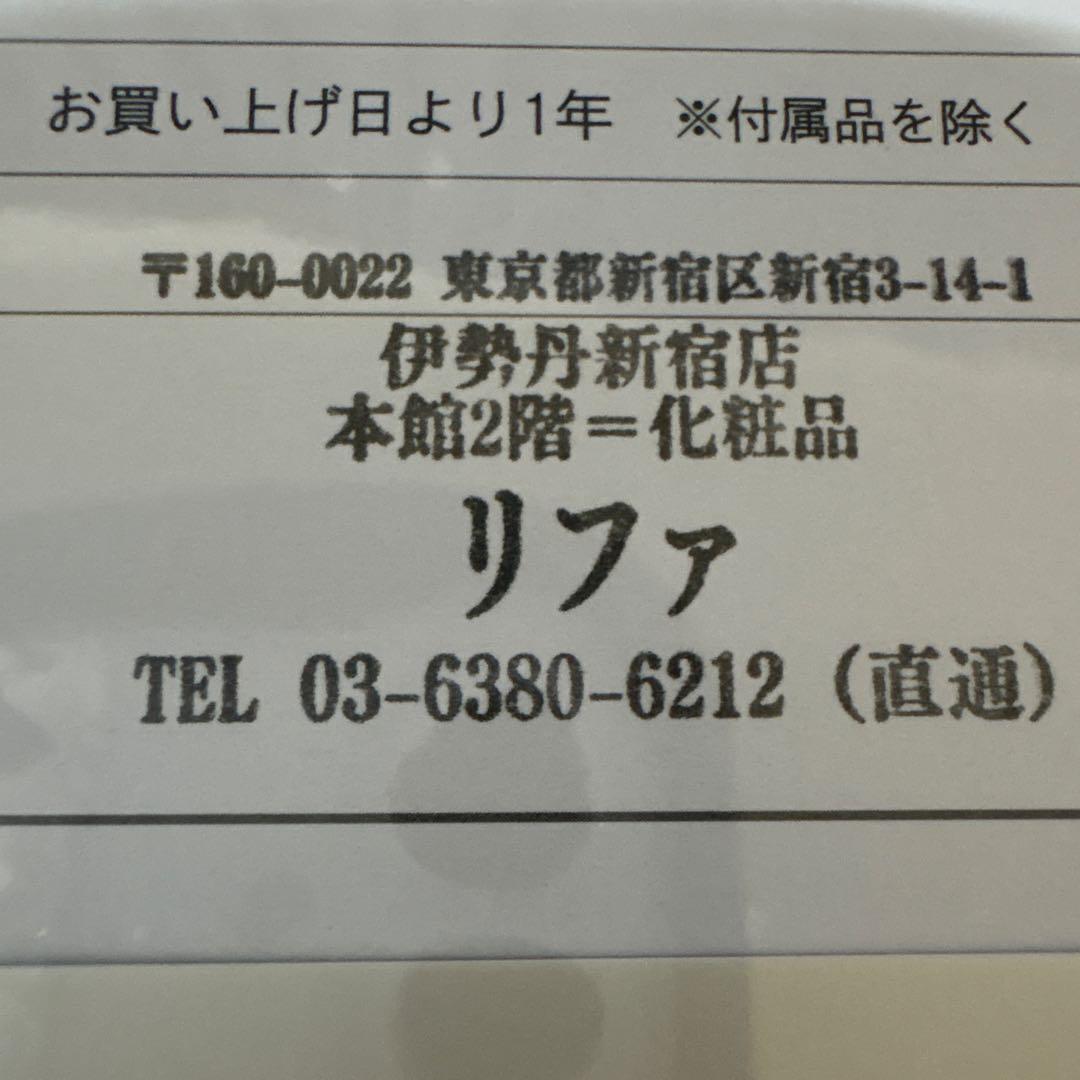 お買い上げ日より1年　※付属品を除く
〒160-0022 東京都新宿区新宿3-14-1
伊勢丹新宿店
本館2階＝化粧品
リファ
TEL 03-6380-6212（直通）